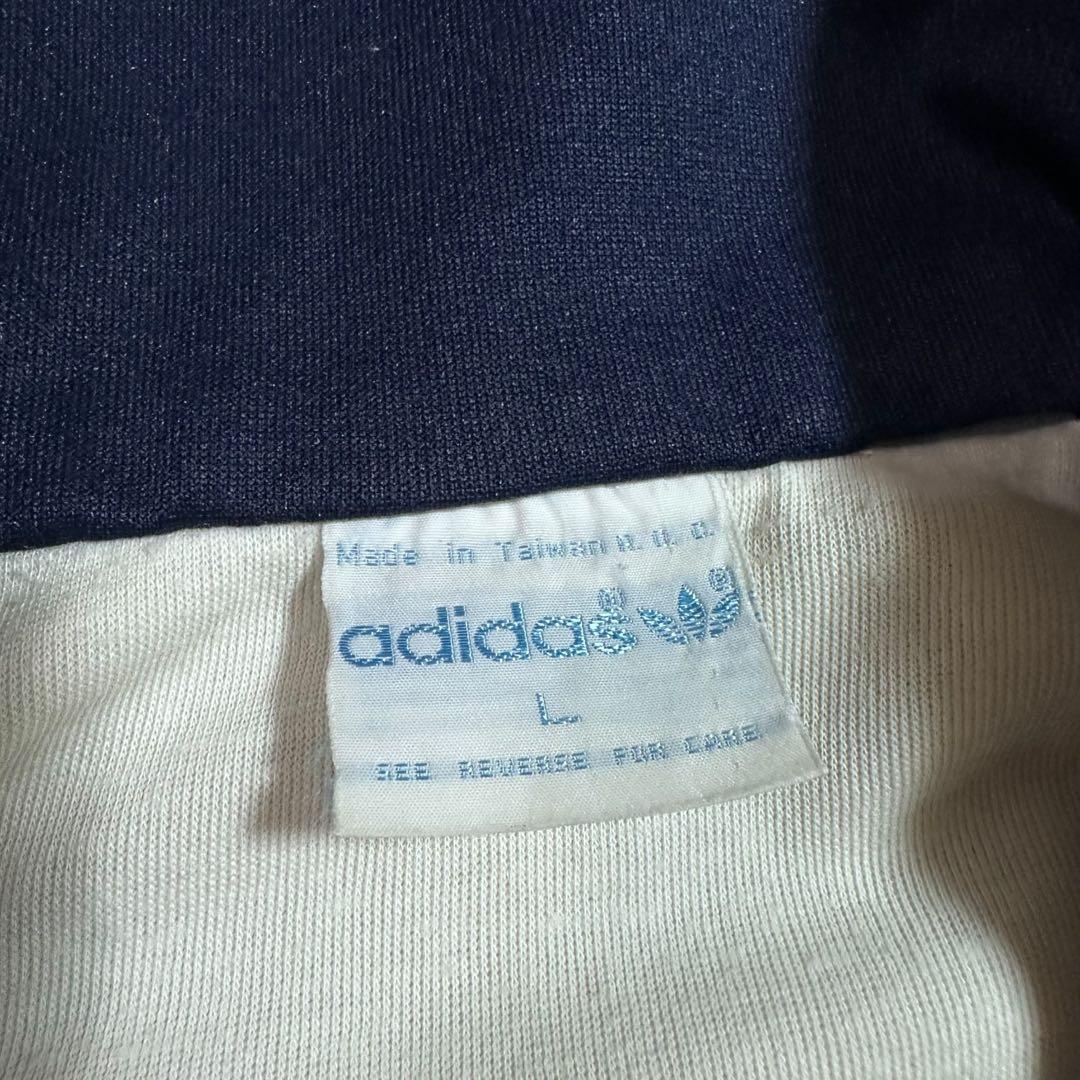 Made in Taiwan R.O.C.
adidas®
L
SEE REVERSE FOR CARE